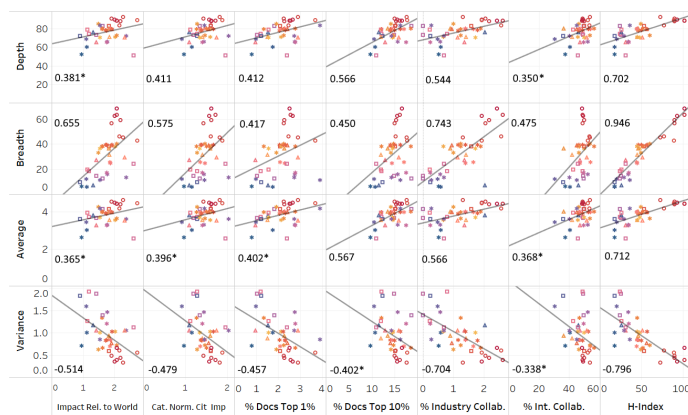 Depth
80
60
40
20
0.381*
0.411
0.412
0.566
0.544
0.350*
0.702
Breadth
60
40
20
0
0.655
0.575
0.417
0.450
0.743
0.475
0.946
Average
4
2
0
0.365*
0.396*
0.402*
0.567
0.566
0.368*
0.712
Variance
2.0
1.5
1.0
0.5
0.0
-0.514
-0.479
-0.457
-0.402*
-0.704
-0.338*
-0.796
0 1 2
0 1 2
0 1 2 3 4
0 5 10 15
0 1 2
0 20 40 60
0 50 100
Impact Rel. to World
Cat. Norm. Cit Imp
% Docs Top 1%
% Docs Top 10%
% Industry Collab.
% Int. Collab.
H-Index